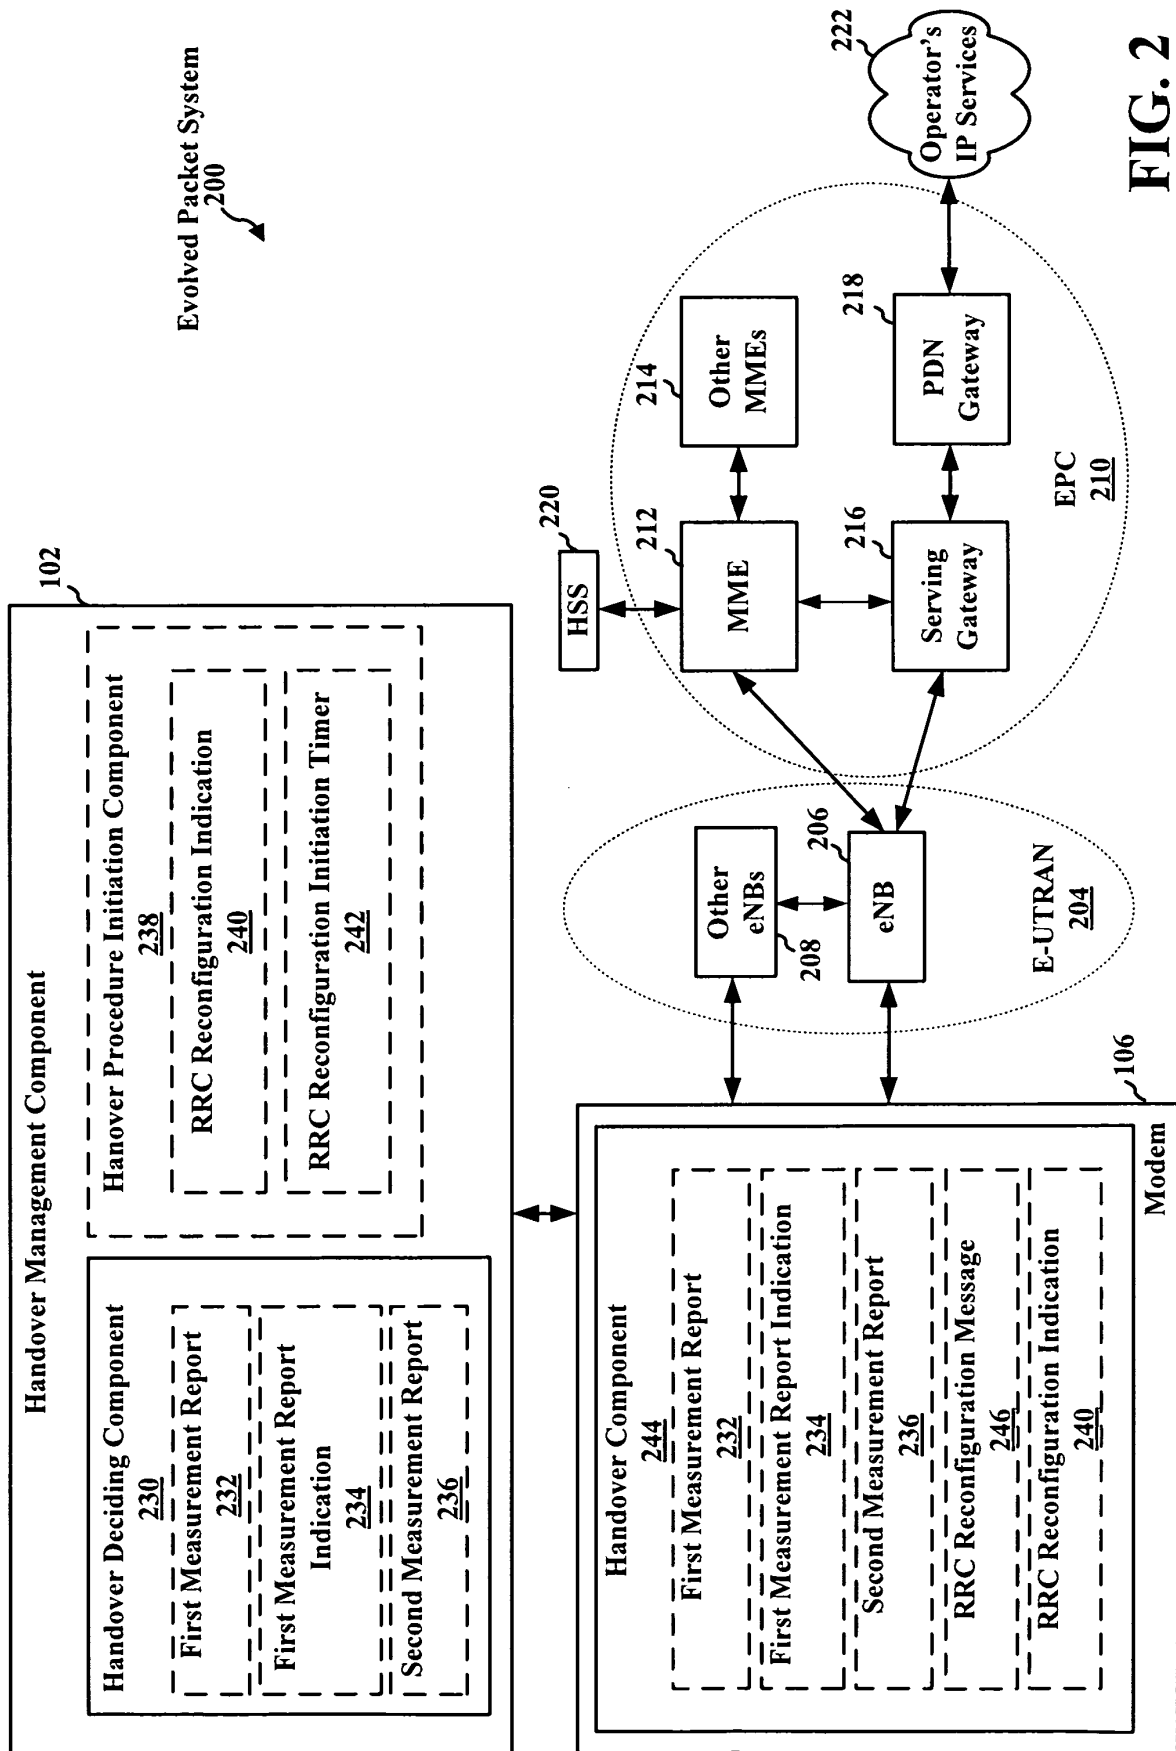 Evolved Packet System
200
Handover Management Component
102
Handover Deciding Component
230
First Measurement Report
232
First Measurement Report
Indication
234
Second Measurement Report
236
Hanover Procedure Initiation Component
238
RRC Reconfiguration Indication
240
RRC Reconfiguration Initiation Timer
242
Handover Component
244
First Measurement Report
232
First Measurement Report Indication
234
Second Measurement Report
236
RRC Reconfiguration Message
246
RRC Reconfiguration Indication
240
Modem
106
Other
eNBs
208
eNB
206
E-UTRAN
204
HSS
220
MME
212
Other
MMEs
214
Serving
Gateway
216
PDN
Gateway
218
EPC
210
Operator's
IP Services
222
FIG. 2